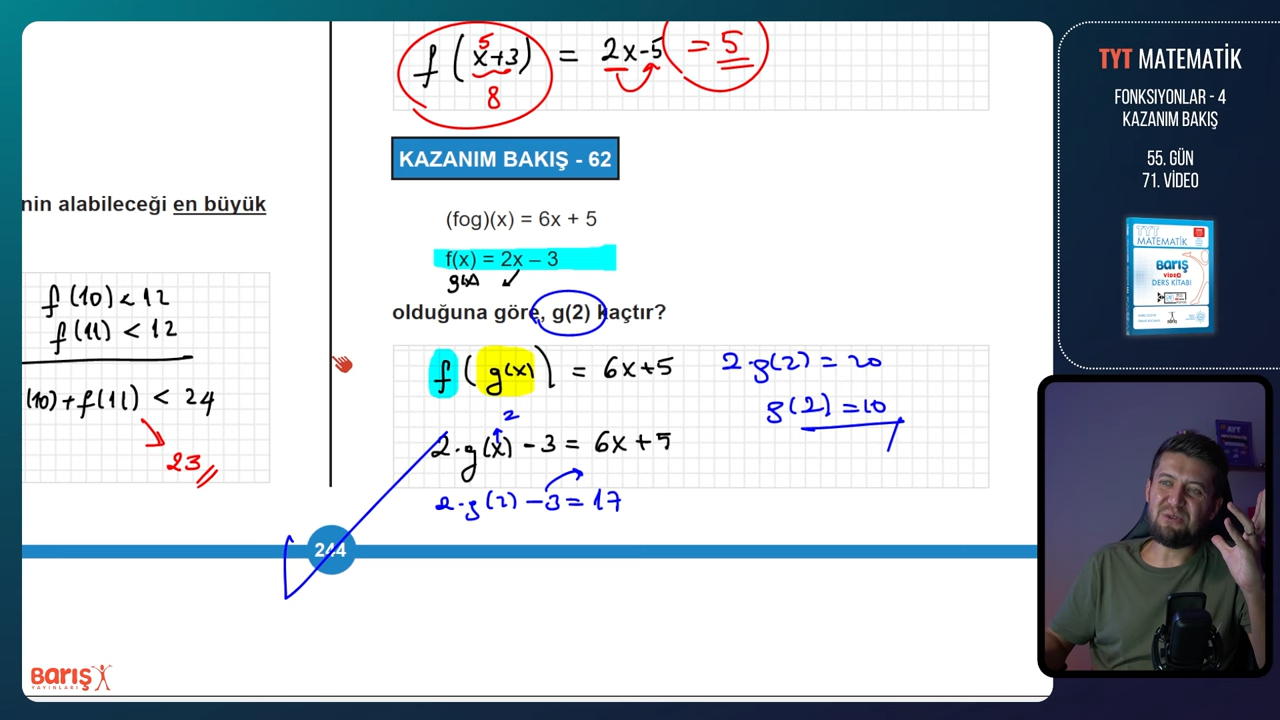 f(x+3) = 2x-5 = 5
5
8
KAZANIM BAKIŞ - 62
(fog)(x) = 6x + 5
f(x) = 2x – 3
g(x)
olduğuna göre, g(2) kaçtır?
f(g(x)) = 6x+5
2
2·g(x) - 3 = 6x+5
2·g(2) - 3 = 17
2·g(2) = 20
g(2) = 10
nin alabileceği en büyük
f(10) < 12
f(11) < 12
(10)+f(11) < 24
23
244
BARIŞ
YAYINLARI
TYT MATEMATİK
FONKSIYONLAR - 4
KAZANIM BAKIŞ
55. GÜN
71. VİDEO
TYT
MATEMATİK
BARIŞ
VİDEO
DERS KİTABI